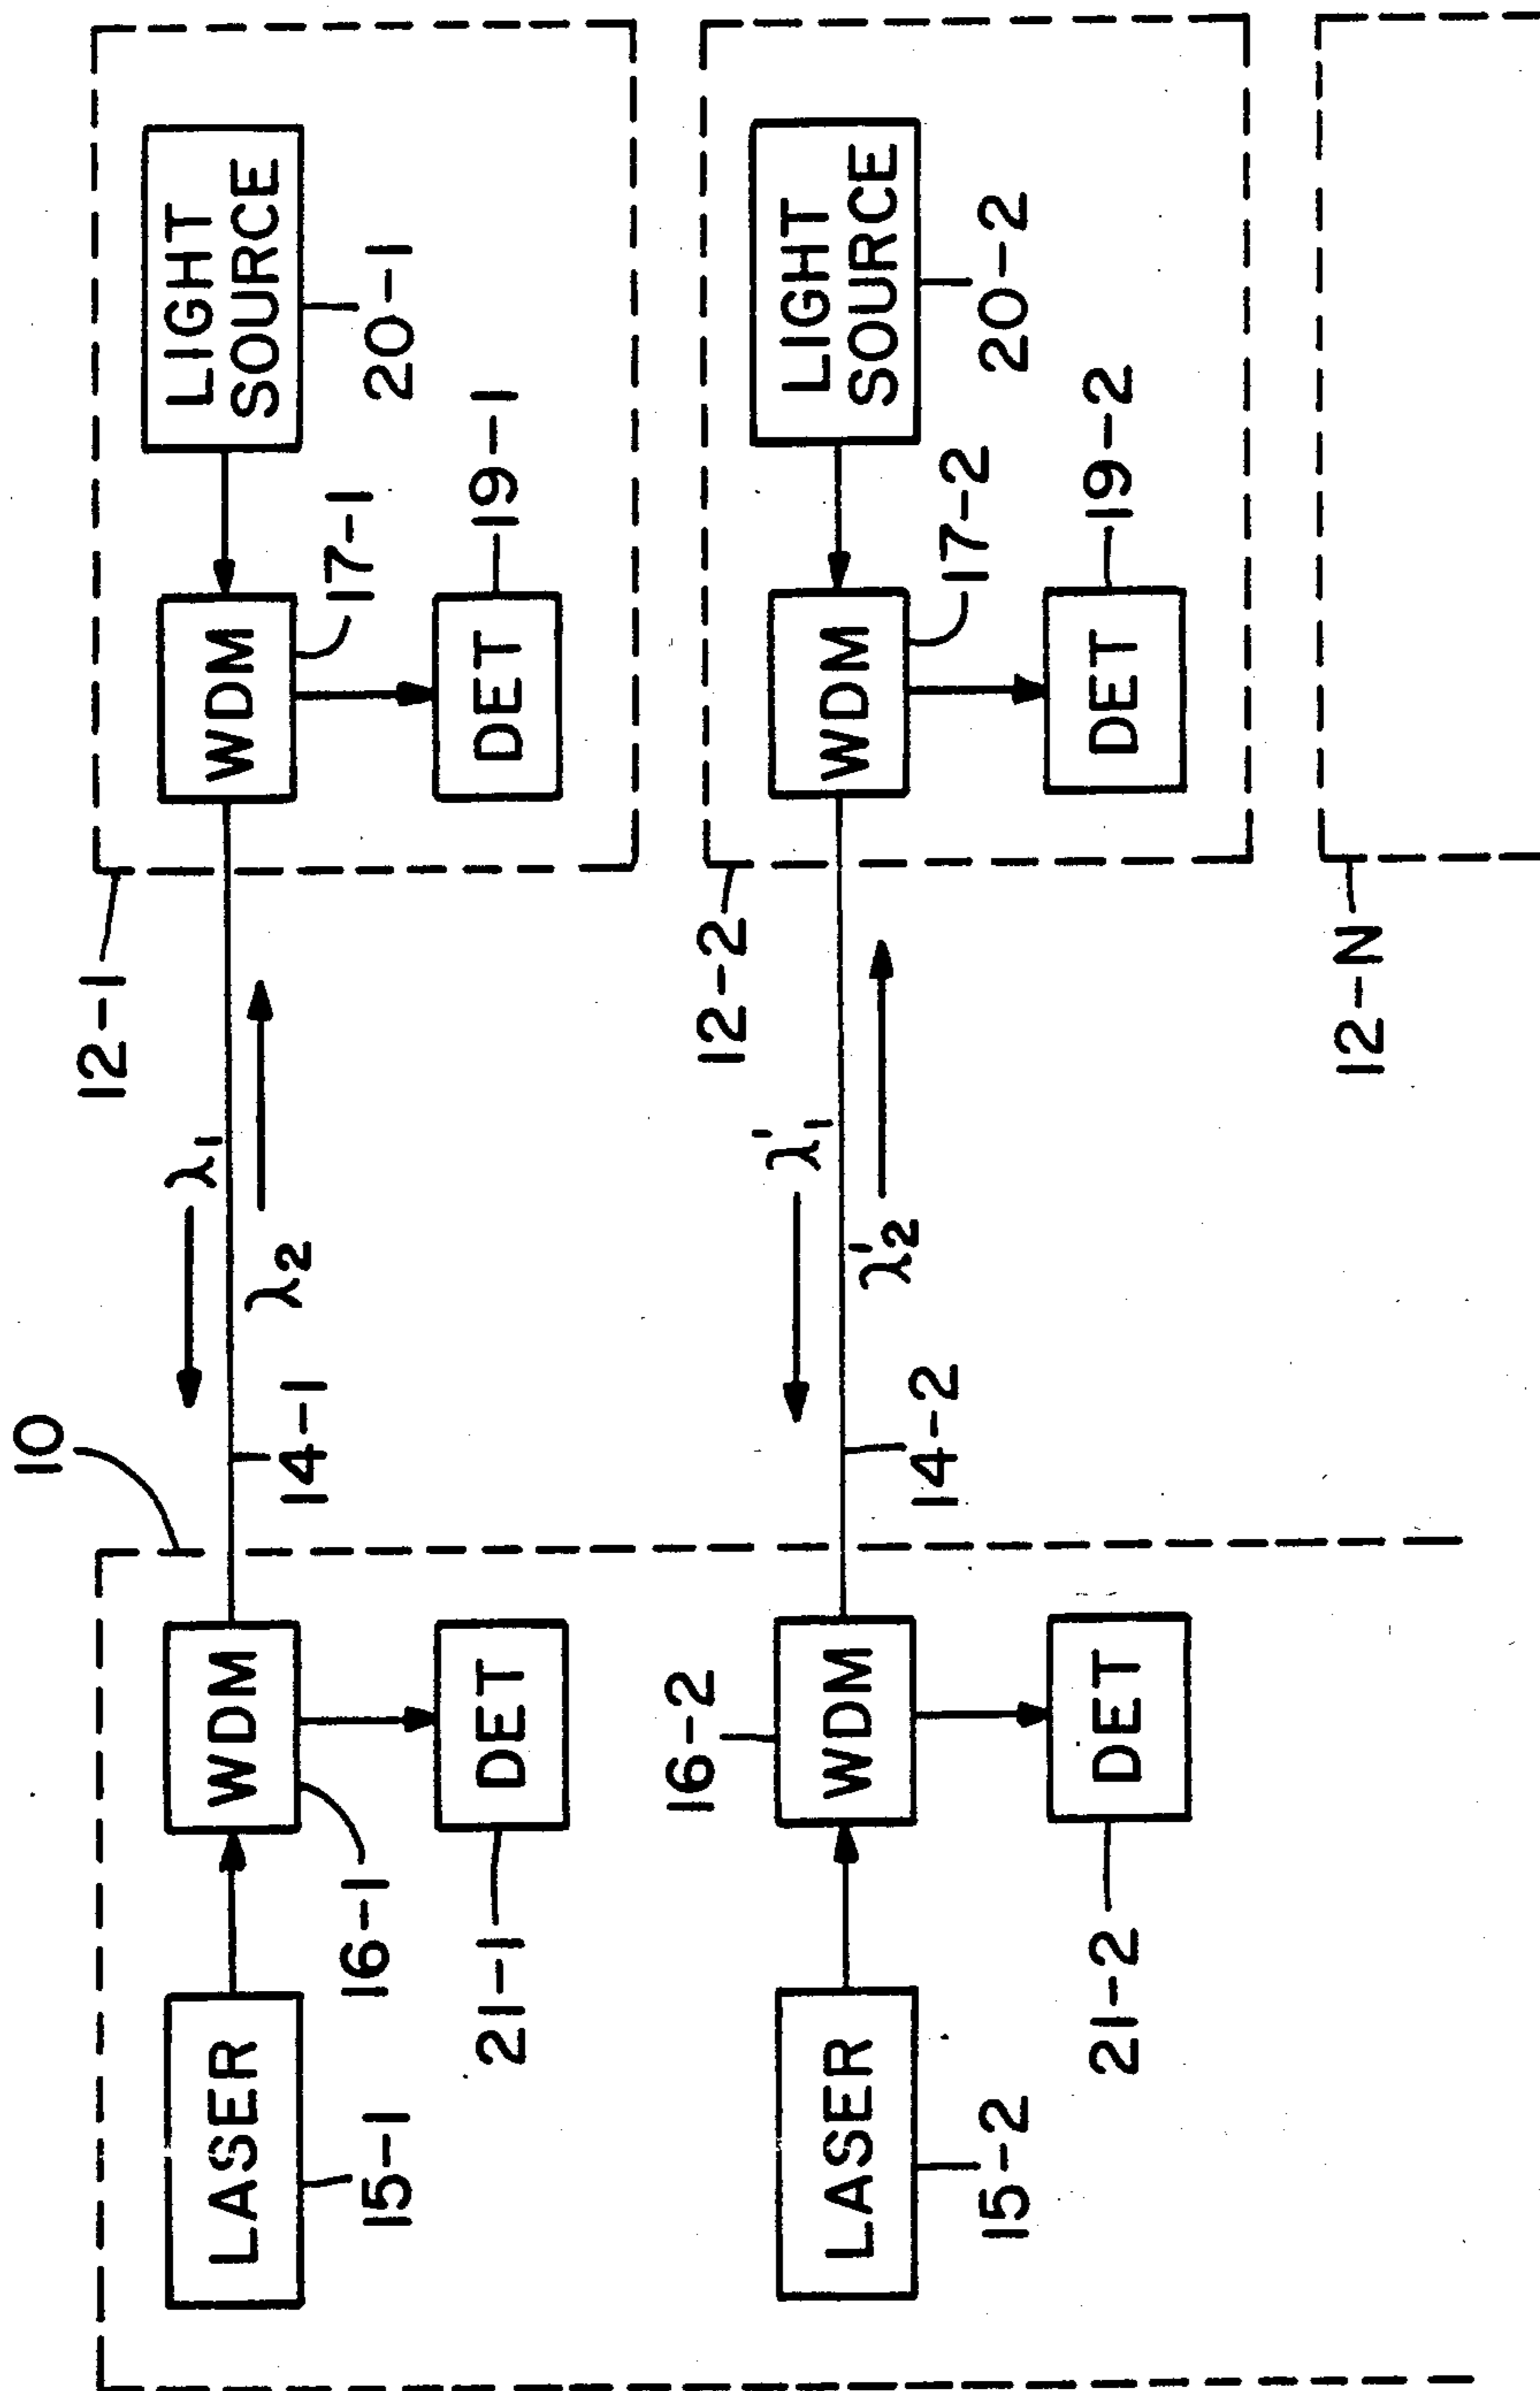 10
12-1
LASER
15-1
WDM
16-1
DET
21-1
14-1
λ1
λ2
WDM
17-1
LIGHT
SOURCE
20-1
DET
19-1
12-2
LASER
15-2
16-2
WDM
DET
21-2
14-2
λ'1
λ'2
WDM
17-2
LIGHT
SOURCE
20-2
DET
19-2
12-N